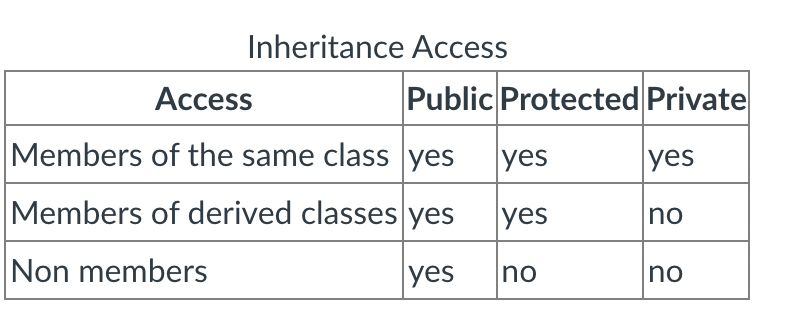 Inheritance Access
Access Public Protected Private
Members of the same class yes yes yes
Members of derived classes yes yes no
Non members yes no no